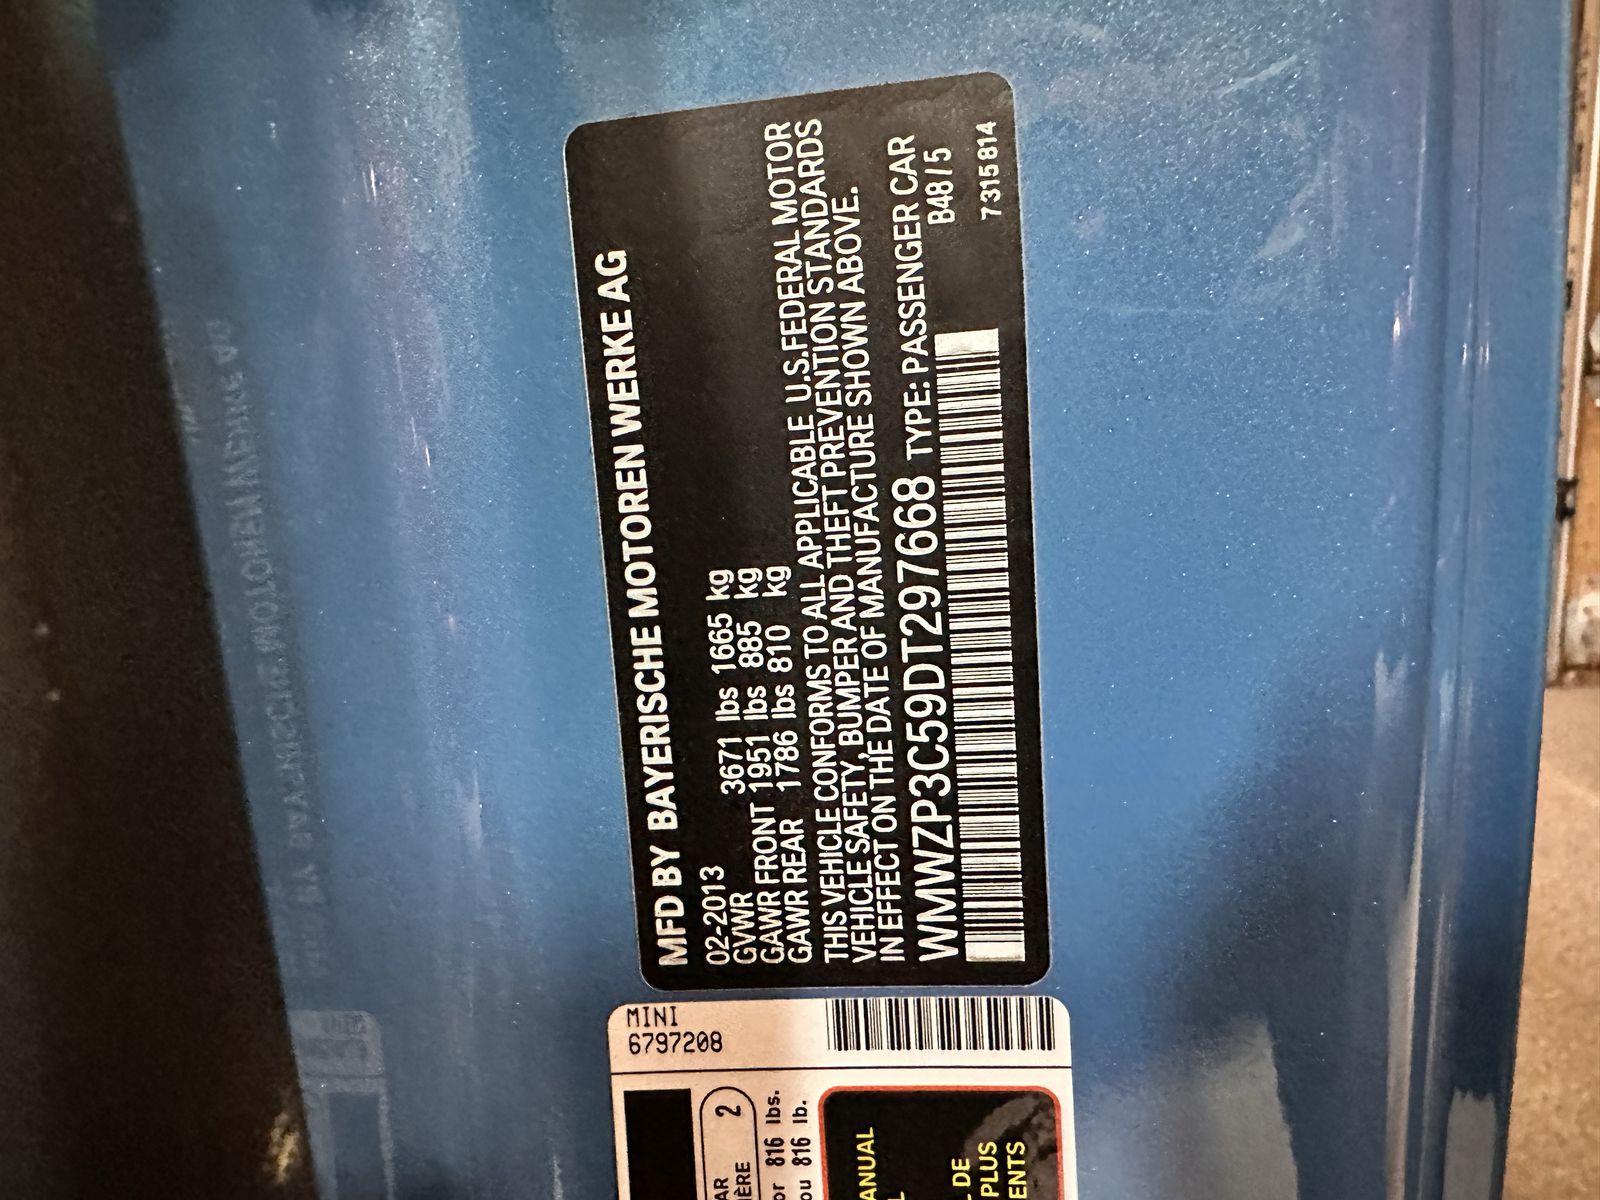 MFD BY BAYERISCHE MOTOREN WERKE AG
02-2013
GVWR 3671 lbs 1665 kg
GAWR FRONT 1951 lbs 885 kg
GAWR REAR 1786 lbs 810 kg
THIS VEHICLE CONFORMS TO ALL APPLICABLE U.S. FEDERAL MOTOR
VEHICLE SAFETY, BUMPER AND THEFT PREVENTION STANDARDS
IN EFFECT ON THE DATE OF MANUFACTURE SHOWN ABOVE.
WMWZP3C59DT297668 TYPE: PASSENGER CAR
B48/5
7315814
MINI
6797208
2
816 lbs.
ou 816 lb.
DE
PLUS